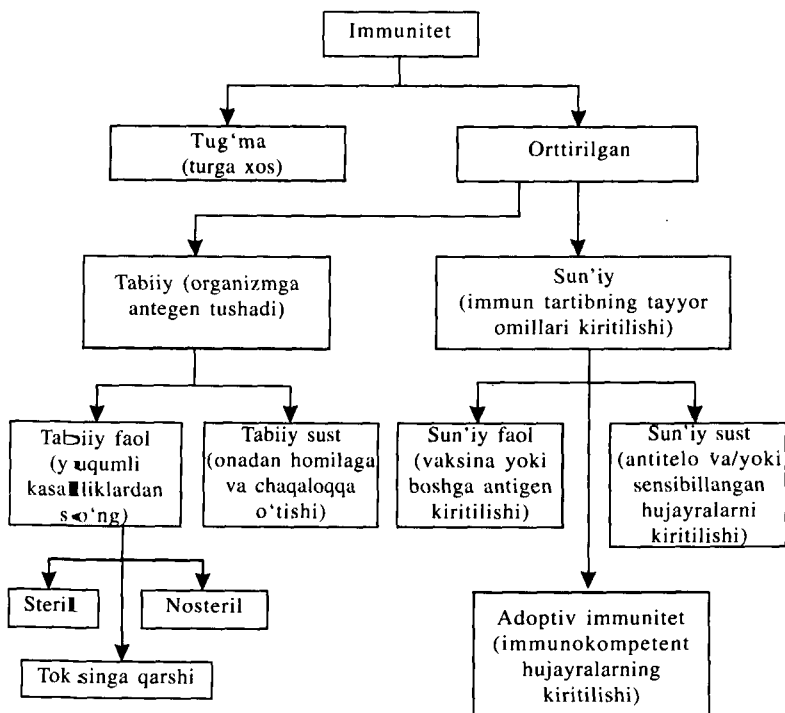 Immunitet
Tug‘ma
(turga xos)
Orttirilgan
Tabiiy (organizmga
antegen tushadi)
Sun’iy
(immun tartibning tayyor
omillari kiritilishi)
Tabiiy faol
(yuqumli
kasalliklardan
so‘ng)
Tabiiy sust
(onadan homilaga
va chaqaloqqa
o‘tishi)
Sun’iy faol
(vaksina yoki
boshga antigen
kiritilishi)
Sun’iy sust
(antitelo va/yoki
sensibillangan
hujayralarni
kiritilishi)
Steril
Nosteril
Toksinga qarshi
Adoptiv immunitet
(immunokompetent
hujayralarning
kiritilishi)